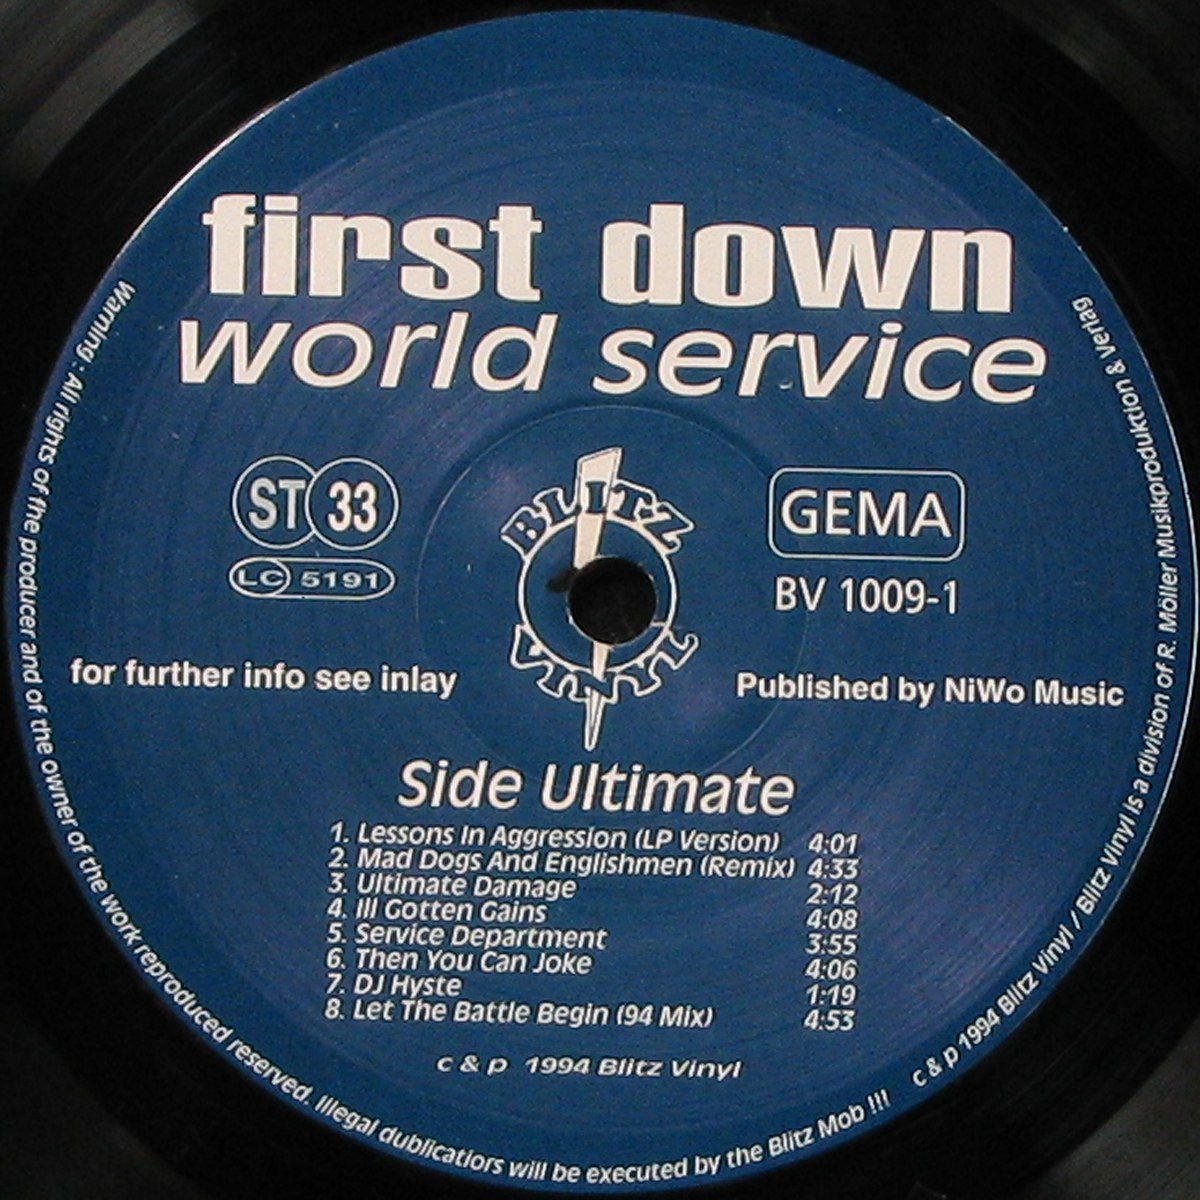 first down
world service
ST 33
LC 5191
BLITZ
VINYL
GEMA
BV 1009-1
for further info see inlay
Published by NiWo Music
Side Ultimate
1. Lessons In Aggression (LP Version) 4:01
2. Mad Dogs And Englishmen (Remix) 4:33
3. Ultimate Damage 2:12
4. Ill Gotten Gains 4:08
5. Service Department 3:55
6. Then You Can Joke 4:06
7. DJ Hyste 1:19
8. Let The Battle Begin (94 Mix) 4:53
c & p 1994 Blitz Vinyl
Warning : All rights of the producer and of the owner of the work reproduced reserved. Illegal dublications will be executed by the Blitz Mob !!! c & p 1994 Blitz Vinyl / Blitz Vinyl is a division of R. Möller Musikproduktion & Verlag